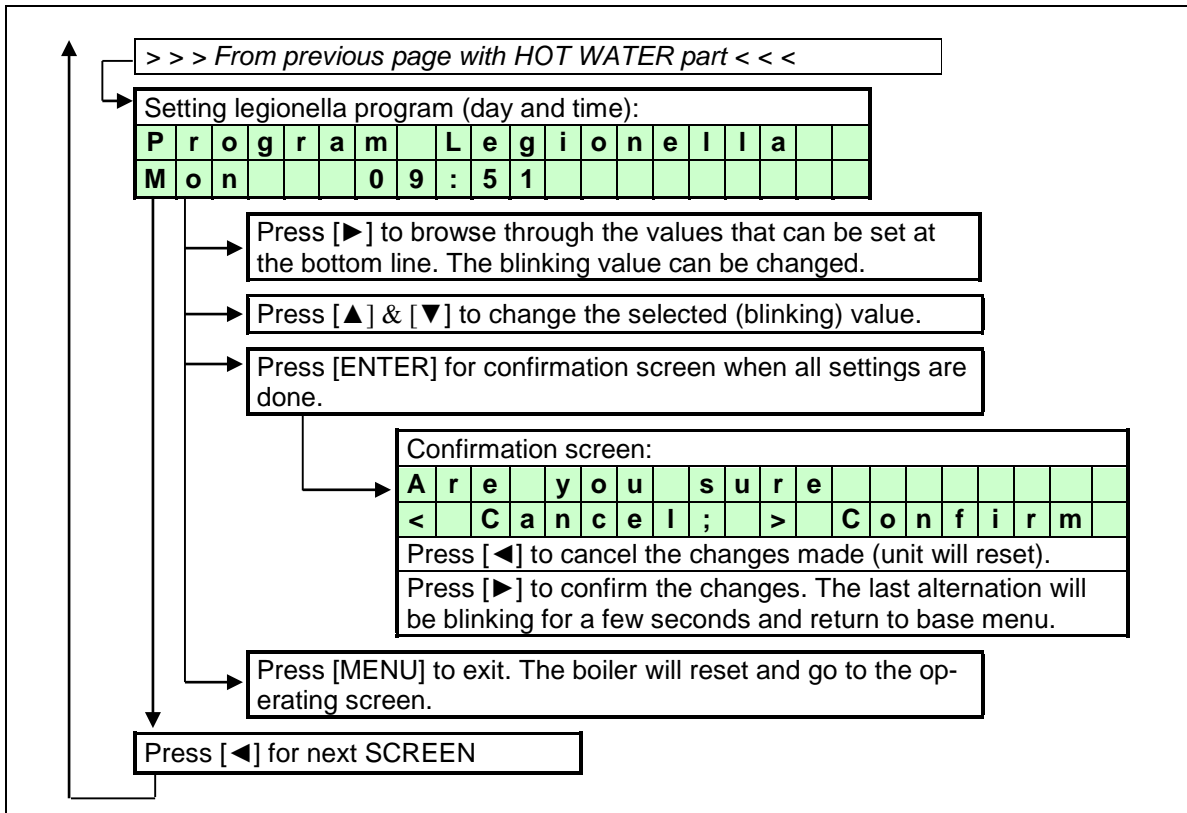 > > > From previous page with HOT WATER part < < <
Setting legionella program (day and time):
Program Legionella
Mon 09:51
Press [►] to browse through the values that can be set at
the bottom line. The blinking value can be changed.
Press [▲] & [▼] to change the selected (blinking) value.
Press [ENTER] for confirmation screen when all settings are
done.
Confirmation screen:
Are you sure
< Cancel; > Confirm
Press [◄] to cancel the changes made (unit will reset).
Press [►] to confirm the changes. The last alternation will
be blinking for a few seconds and return to base menu.
Press [MENU] to exit. The boiler will reset and go to the op-
erating screen.
Press [◄] for next SCREEN